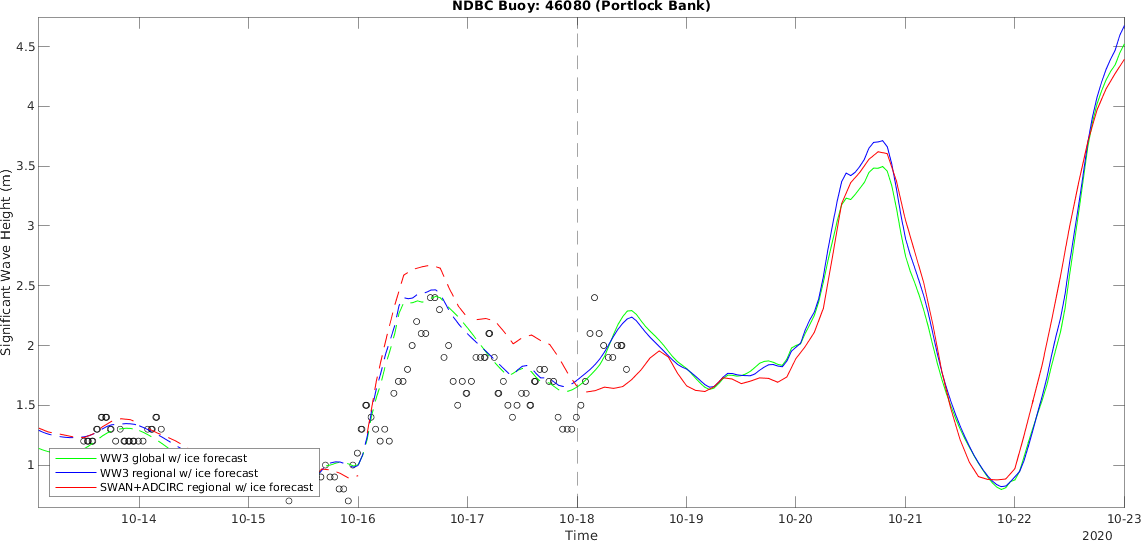 NDBC Buoy: 46080 (Portlock Bank)
Significant Wave Height (m)
4.5
4
3.5
3
2.5
2
1.5
1
WW3 global w/ ice forecast
WW3 regional w/ ice forecast
SWAN+ADCIRC regional w/ ice forecast
10-14 10-15 10-16 10-17 10-18 10-19 10-20 10-21 10-22 10-23
Time
2020